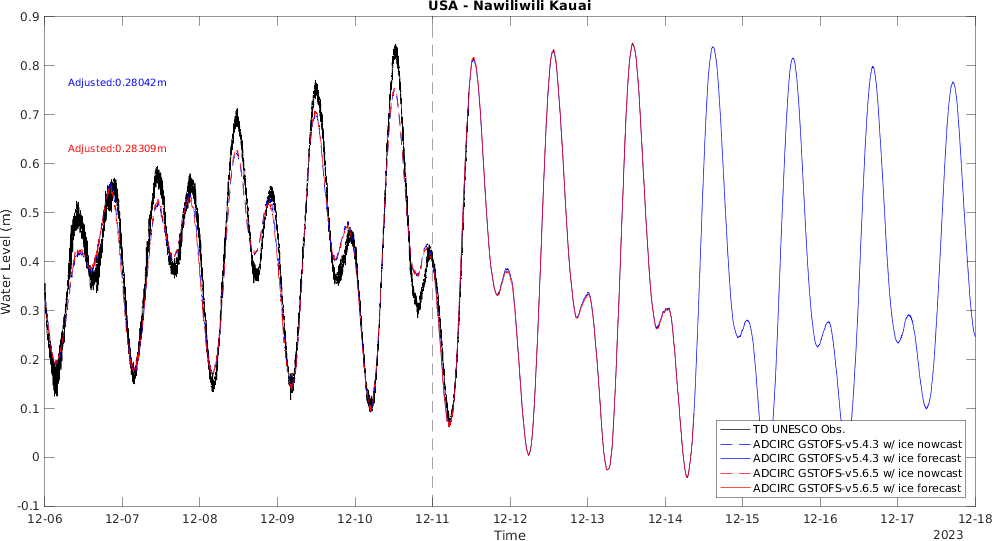 USA - Nawiliwili Kauai
Water Level (m)
0.9
0.8
0.7
0.6
0.5
0.4
0.3
0.2
0.1
0
-0.1
Adjusted:0.28042m
Adjusted:0.28309m
TD UNESCO Obs.
ADCIRC GSTOFS-v5.4.3 w/ ice nowcast
ADCIRC GSTOFS-v5.4.3 w/ ice forecast
ADCIRC GSTOFS-v5.6.5 w/ ice nowcast
ADCIRC GSTOFS-v5.6.5 w/ ice forecast
12-06 12-07 12-08 12-09 12-10 12-11 12-12 12-13 12-14 12-15 12-16 12-17 12-18
Time
2023